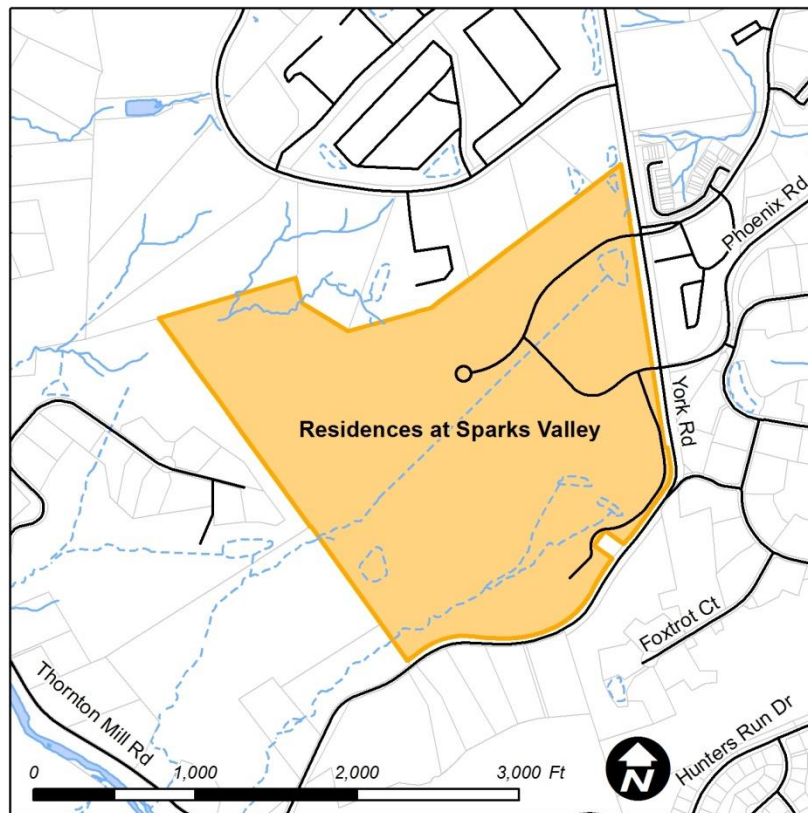 Phoenix Rd
York Rd
Residences at Sparks Valley
Foxtrot Ct
Thornton Mill Rd
Hunters Run Dr
0 1,000 2,000 3,000 Ft
N